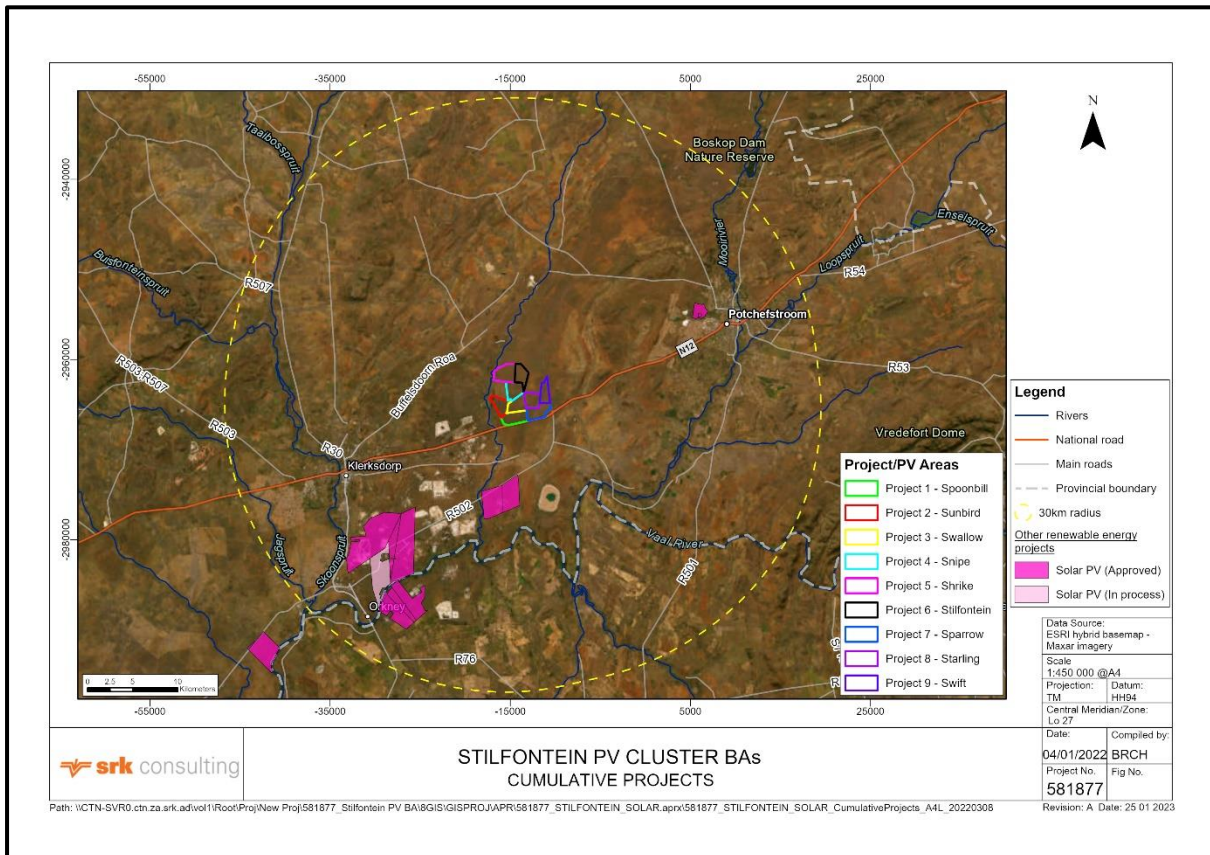 -55000
-35000
-15000
5000
25000
N
-2940000
-2960000
-2980000
Taaibosspruit
Boskop Dam
Nature Reserve
Enselspruit
Mooirivier
Loopspruit
R54
Buisfonteinspruit
R507
Potchefstroom
N12
R53
R503;R507
Buffelsdoorn Roa
R503
R30
Klerksdorp
Vredefort Dome
R502
Vaal River
Jagspruit
Skoonspruit
R501
Orkney
R76
0 2.5 5 10
Kilometers
Project/PV Areas
Project 1 - Spoonbill
Project 2 - Sunbird
Project 3 - Swallow
Project 4 - Snipe
Project 5 - Shrike
Project 6 - Stilfontein
Project 7 - Sparrow
Project 8 - Starling
Project 9 - Swift
Legend
Rivers
National road
Main roads
Provincial boundary
30km radius
Other renewable energy
projects
Solar PV (Approved)
Solar PV (In process)
-55000
-35000
-15000
5000
25000
Data Source:
ESRI hybrid basemap -
Maxar imagery
Scale
1:450 000 @A4
Projection: Datum:
TM HH94
Central Meridian/Zone:
Lo 27
Date: Compiled by:
04/01/2022 BRCH
Project No. Fig No.
581877
srk consulting
STILFONTEIN PV CLUSTER BAs
CUMULATIVE PROJECTS
Path: \\CTN-SVR0.ctn.za.srk.ad\vol1\Root\Proj\New Proj\581877_Stilfontein PV BA\8GIS\GISPROJ\APR\581877_STILFONTEIN_SOLAR.aprx\581877_STILFONTEIN_SOLAR_CumulativeProjects_A4L_20220308
Revision: A Date: 25 01 2023